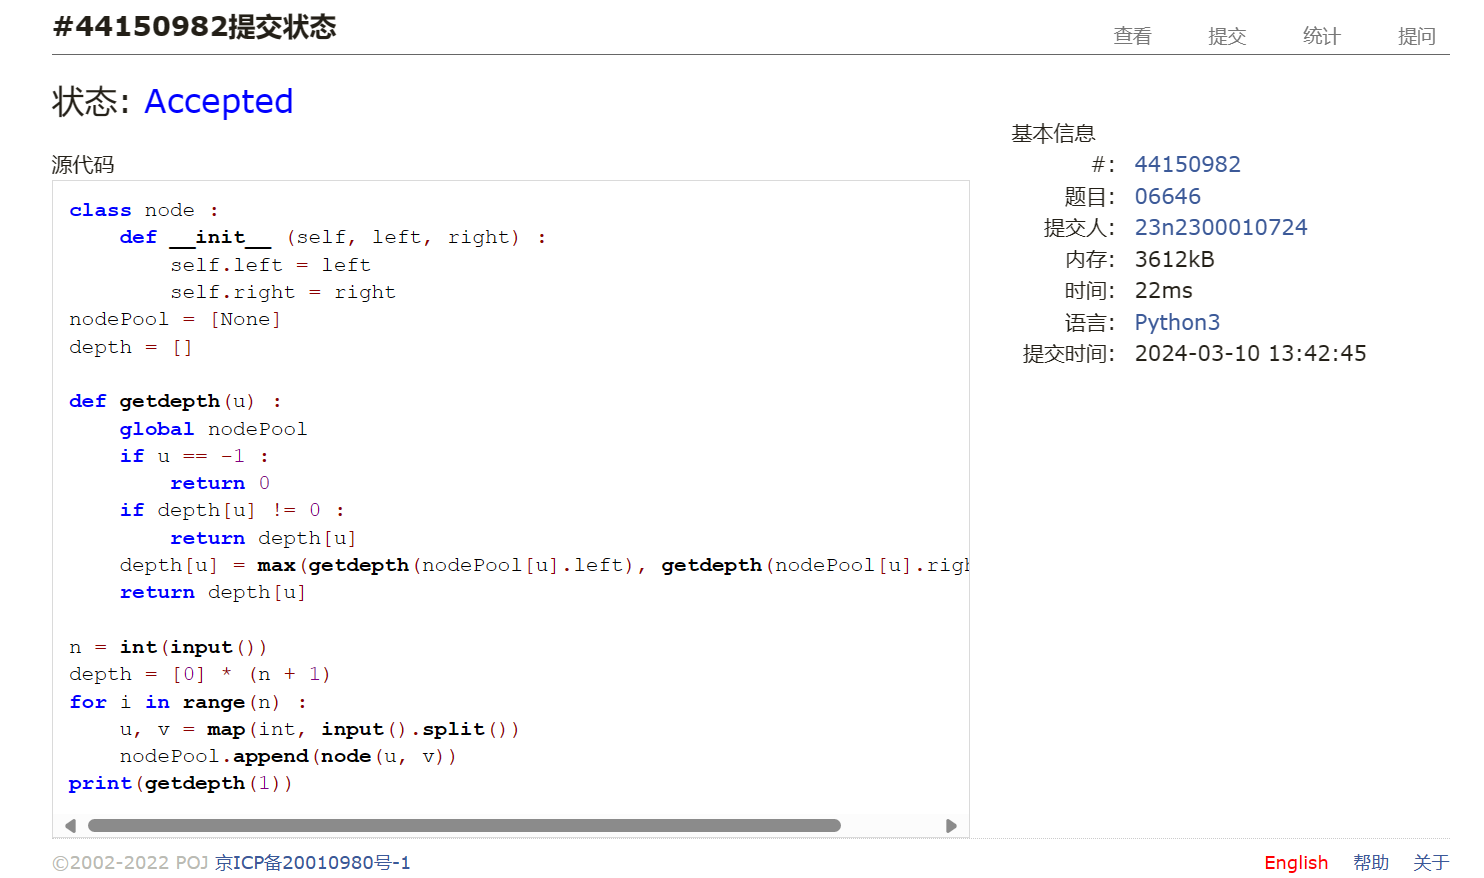 #44150982提交状态
查看 提交 统计 提问
状态: Accepted
源代码
class node :
    def __init__ (self, left, right) :
        self.left = left
        self.right = right
nodePool = [None]
depth = []

def getdepth(u) :
    global nodePool
    if u == -1 :
        return 0
    if depth[u] != 0 :
        return depth[u]
    depth[u] = max(getdepth(nodePool[u].left), getdepth(nodePool[u].righ
    return depth[u]

n = int(input())
depth = [0] * (n + 1)
for i in range(n) :
    u, v = map(int, input().split())
    nodePool.append(node(u, v))
print(getdepth(1))
基本信息
#: 44150982
题目: 06646
提交人: 23n2300010724
内存: 3612kB
时间: 22ms
语言: Python3
提交时间: 2024-03-10 13:42:45
©2002-2022 POJ 京ICP备20010980号-1
English 帮助 关于